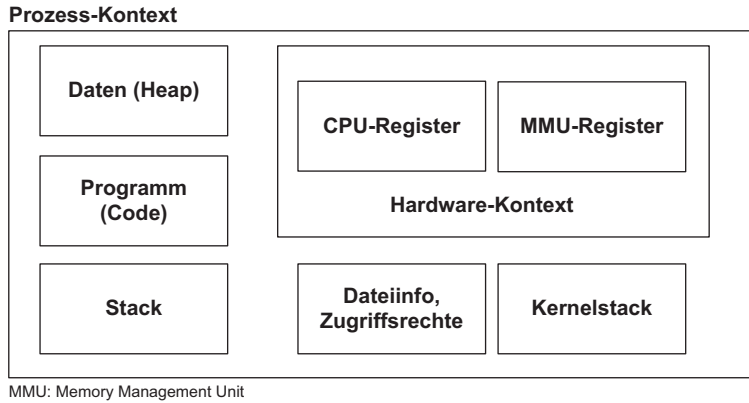 Prozess-Kontext
Daten (Heap)
CPU-Register
MMU-Register
Programm
(Code)
Hardware-Kontext
Stack
Dateiinfo,
Zugriffsrechte
Kernelstack
MMU: Memory Management Unit